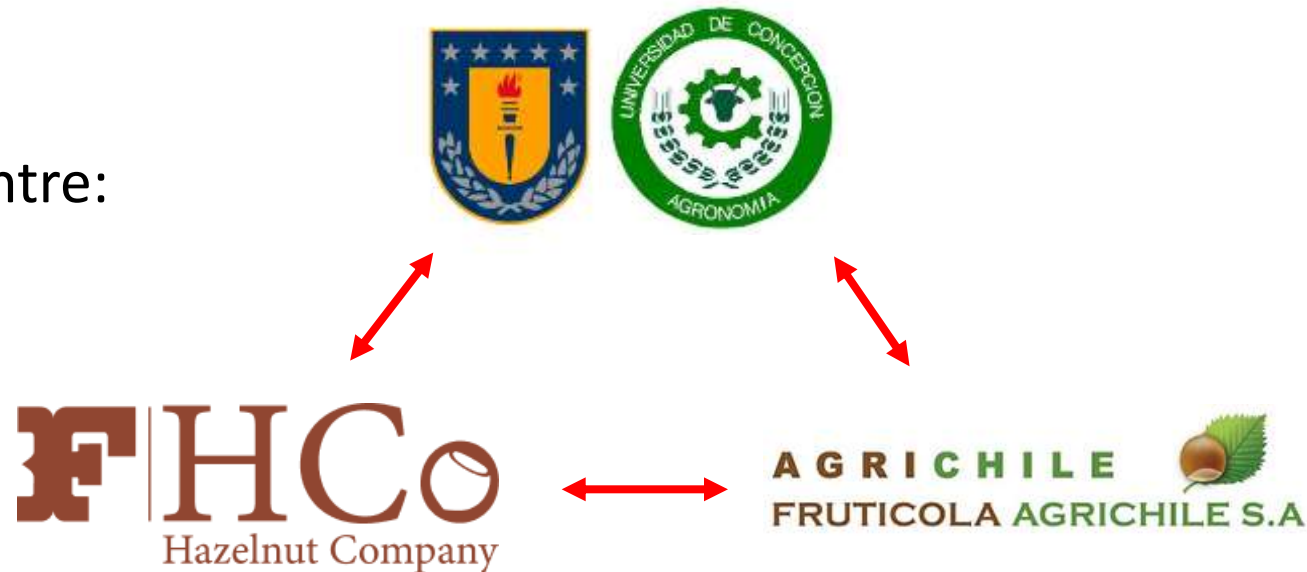 UNIVERSIDAD DE CONCEPCION
AGRONOMIA
ntre:
FHCo
Hazelnut Company
AGRICHILE
FRUTICOLA AGRICHILE S.A